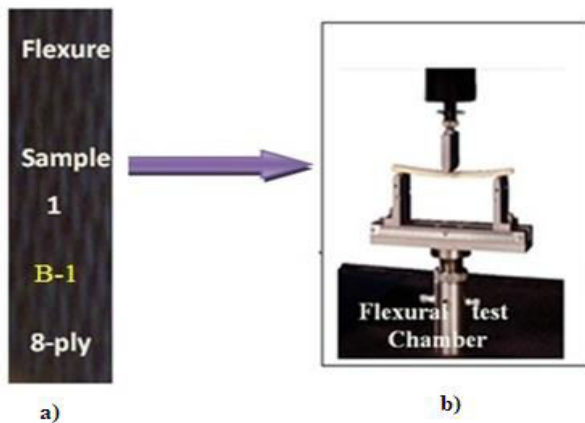 Flexure
Sample
1
B-1
8-ply
a)
Flexural test
Chamber
b)